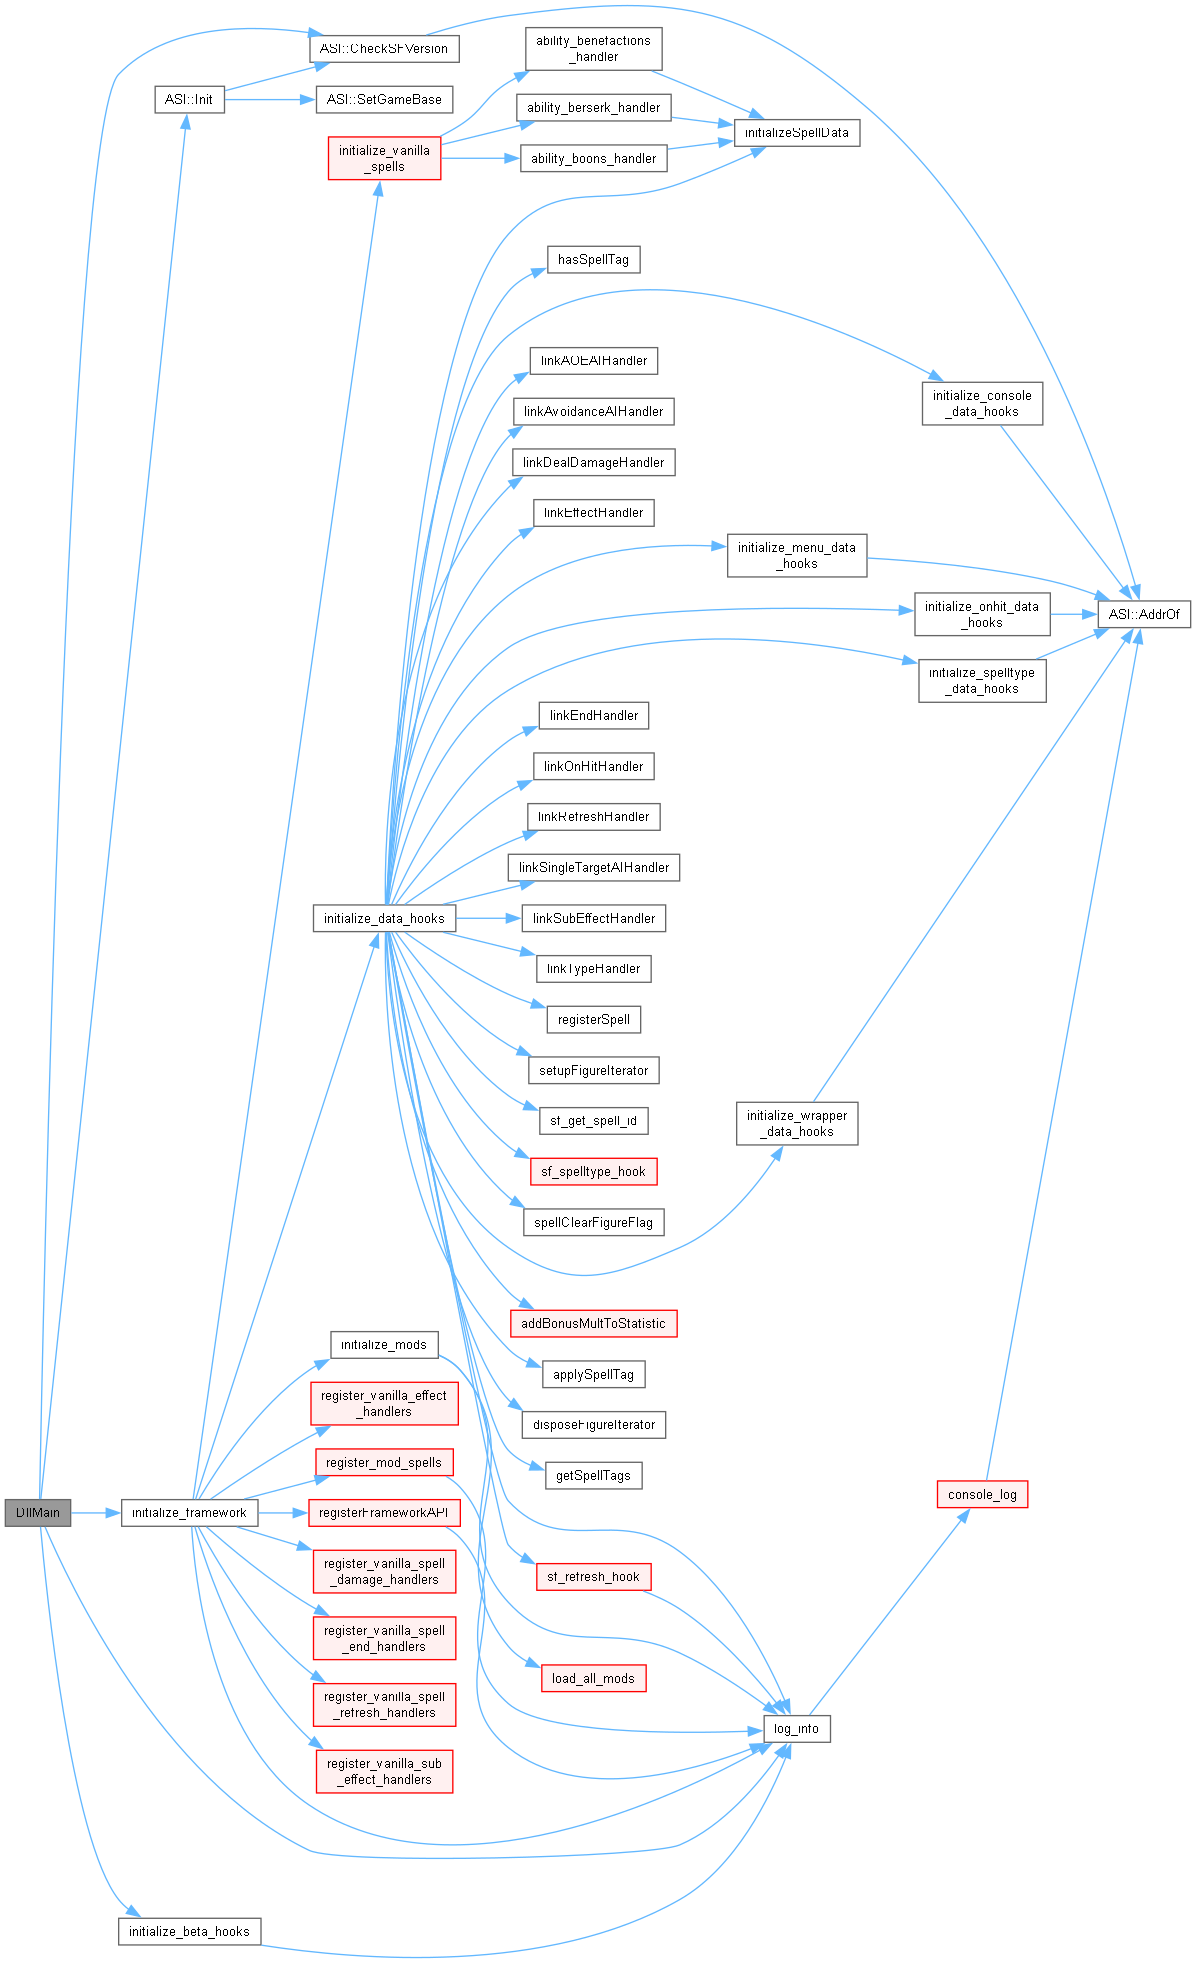 ASI::CheckSFVersion
ASI::Init
ASI::SetGameBase
ability_benefactions
_handler
ability_berserk_handler
ability_boons_handler
initializeSpellData
initialize_vanilla
_spells
hasSpellTag
linkAOEAIHandler
linkAvoidanceAIHandler
linkDealDamageHandler
linkEffectHandler
initialize_console
_data_hooks
initialize_menu_data
_hooks
initialize_onhit_data
_hooks
ASI::AddrOf
initialize_spelltype
_data_hooks
linkEndHandler
linkOnHitHandler
linkRefreshHandler
linkSingleTargetAIHandler
initialize_data_hooks
linkSubEffectHandler
linkTypeHandler
registerSpell
setupFigureIterator
sf_get_spell_id
initialize_wrapper
_data_hooks
sf_spelltype_hook
spellClearFigureFlag
addBonusMultToStatistic
initialize_mods
applySpellTag
register_vanilla_effect
_handlers
disposeFigureIterator
register_mod_spells
getSpellTags
console_log
DllMain
initialize_framework
registerFrameworkAPI
register_vanilla_spell
_damage_handlers
sf_refresh_hook
register_vanilla_spell
_end_handlers
load_all_mods
register_vanilla_spell
_refresh_handlers
log_info
register_vanilla_sub
_effect_handlers
initialize_beta_hooks